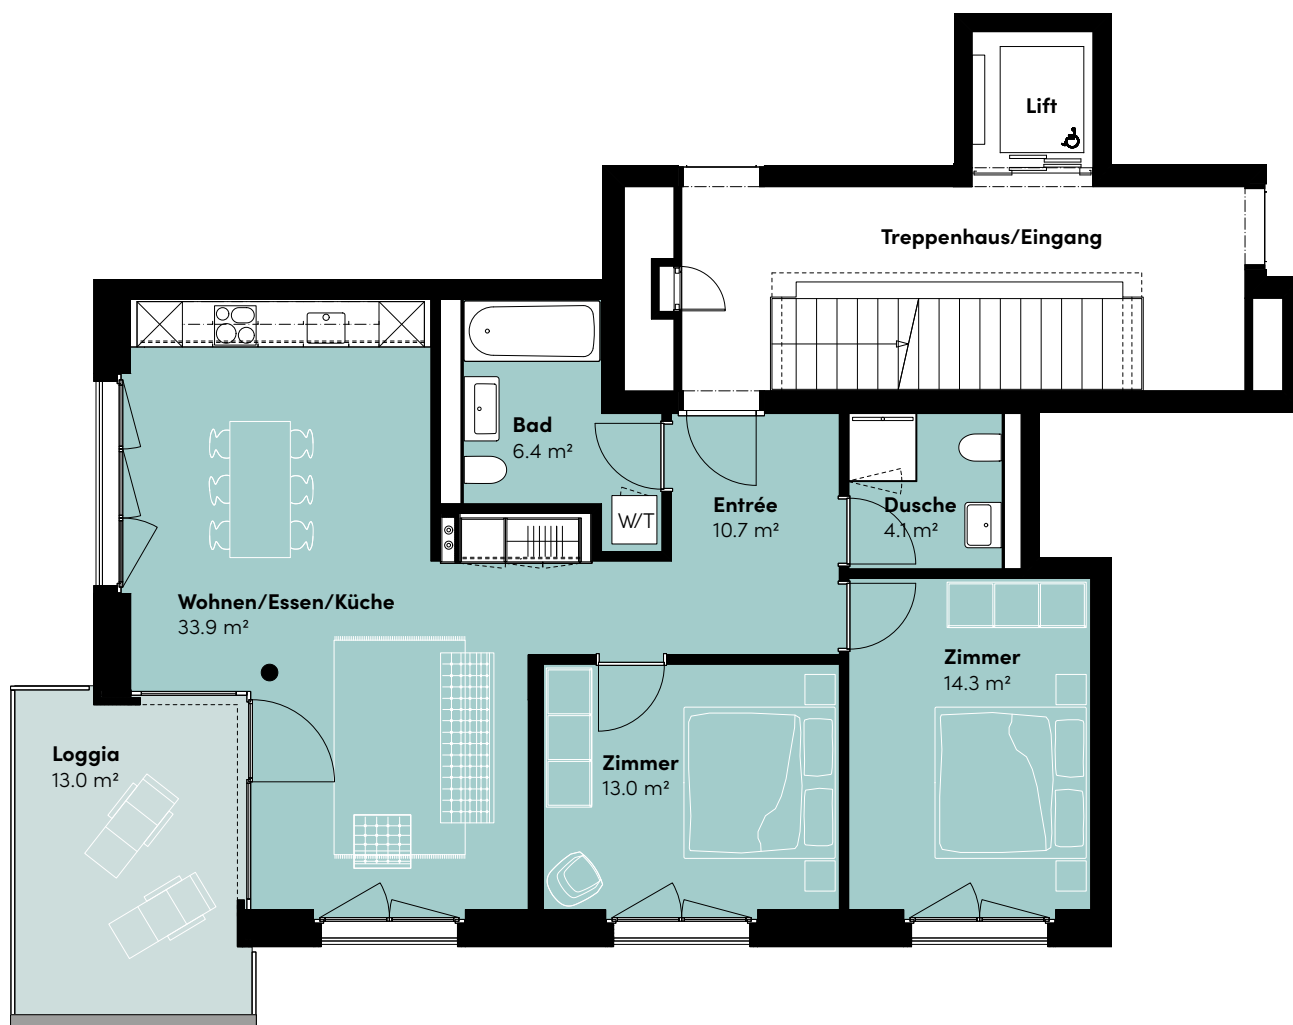 Lift
Treppenhaus/Eingang
Bad
6.4 m²
W/T
Entrée
10.7 m²
Dusche
4.1 m²
Wohnen/Essen/Küche
33.9 m²
Zimmer
14.3 m²
Loggia
13.0 m²
Zimmer
13.0 m²